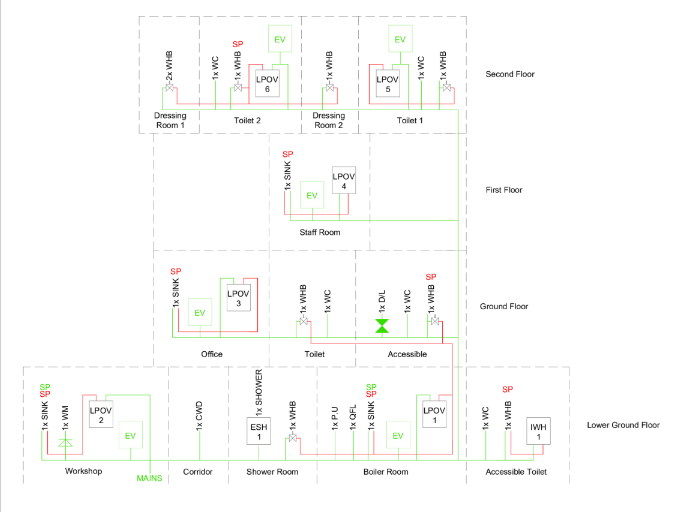 SP
EV
EV
2x WHB
1x WC
1x WHB
LPOV
6
1x WHB
LPOV
5
1x WC
1x WHB
Second Floor
Dressing
Room 1
Toilet 2
Dressing
Room 2
Toilet 1
SP
1x SINK
EV
LPOV
4
First Floor
Staff Room
SP
1x SINK
EV
LPOV
3
1x WHB
1x WC
1x D/L
1x WC
SP
1x WHB
Ground Floor
Office
Toilet
Accessible
SP
SP
1x SINK
1x WM
LPOV
2
EV
1x CWD
1x SHOWER
ESH
1
1x WHB
1x P.U
1x QFL
SP
SP
1x SINK
EV
LPOV
1
1x WC
SP
1x WHB
IWH
1
Lower Ground Floor
Workshop
MAINS
Corridor
Shower Room
Boiler Room
Accessible Toilet